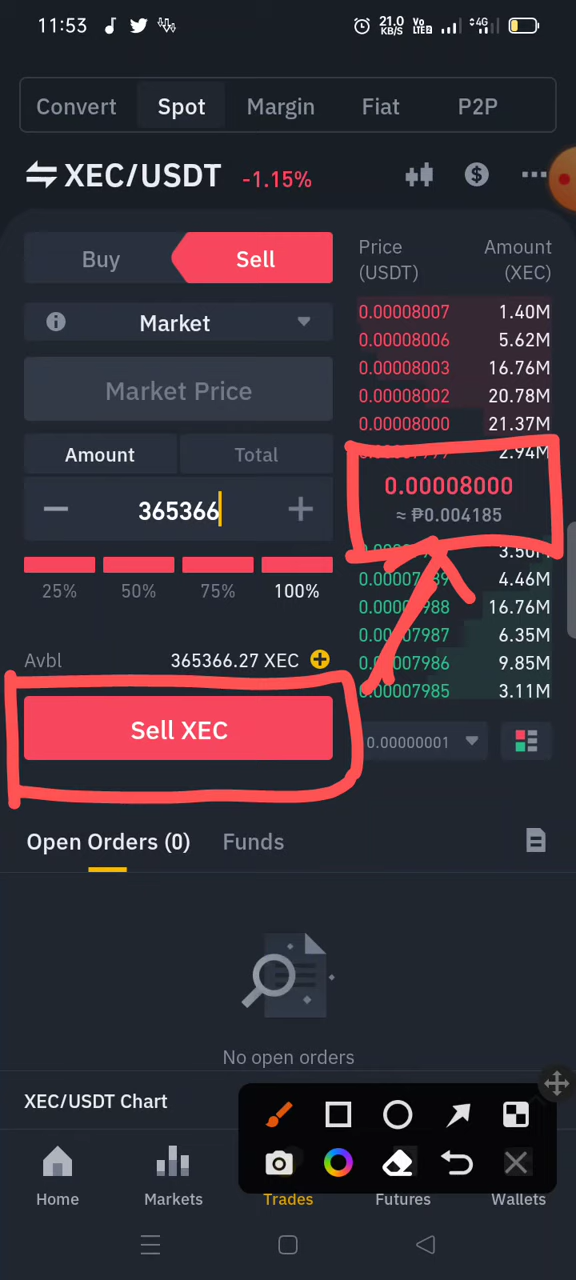 11:53
21.0 KB/S
Vo LTE2
4G
Convert Spot Margin Fiat P2P
XEC/USDT -1.15%
Buy Sell
Price (USDT)
Amount (XEC)
Market
Market Price
Amount Total
365366
25% 50% 75% 100%
Avbl 365366.27 XEC
Sell XEC
0.00008007 1.40M
0.00008006 5.62M
0.00008003 16.76M
0.00008002 20.78M
0.00008000 21.37M
2.94M
0.00008000
≈ ₱0.004185
3.50M
4.46M
16.76M
0.00007987 6.35M
0.00007986 9.85M
0.00007985 3.11M
0.00000001
Open Orders (0) Funds
No open orders
XEC/USDT Chart
Home Markets Trades Futures Wallets